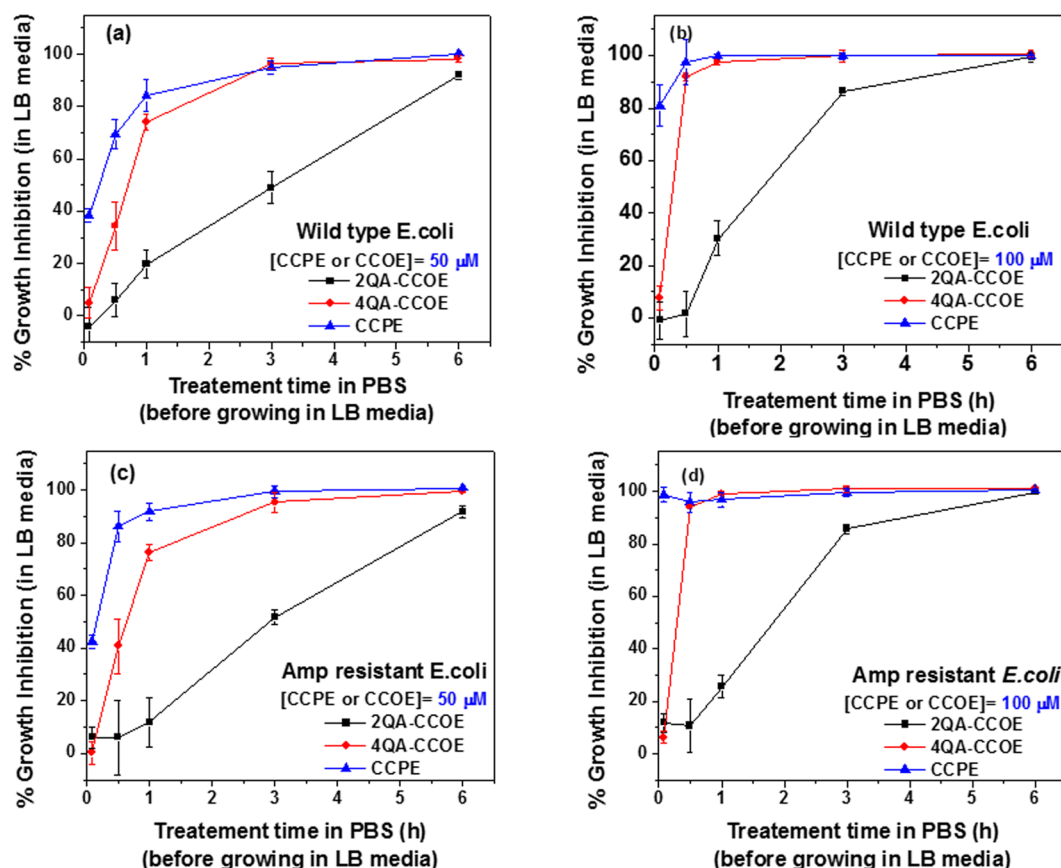 (a)
% Growth Inhibition (in LB media)
100
80
60
40
20
0
Wild type E.coli
[CCPE or CCOE]= 50 µM
2QA-CCOE
4QA-CCOE
CCPE
0 1 2 3 4 5 6
Treatement time in PBS
(before growing in LB media)
(b)
% Growth Inhibition (in LB media)
100
80
60
40
20
0
Wild type E.coli
[CCPE or CCOE]= 100 µM
2QA-CCOE
4QA-CCOE
CCPE
0 1 2 3 4 5 6
Treatement time in PBS (h)
(before growing in LB media)
(c)
% Growth Inhibition (in LB media)
100
80
60
40
20
0
Amp resistant E.coli
[CCPE or CCOE]= 50 µM
2QA-CCOE
4QA-CCOE
CCPE
0 1 2 3 4 5 6
Treatement time in PBS (h)
(before growing in LB media)
(d)
% Growth Inhibition (in LB media)
100
80
60
40
20
0
Amp resistant E.coli
[CCPE or CCOE]= 100 µM
2QA-CCOE
4QA-CCOE
CCPE
0 1 2 3 4 5 6
Treatement time in PBS (h)
(before growing in LB media)